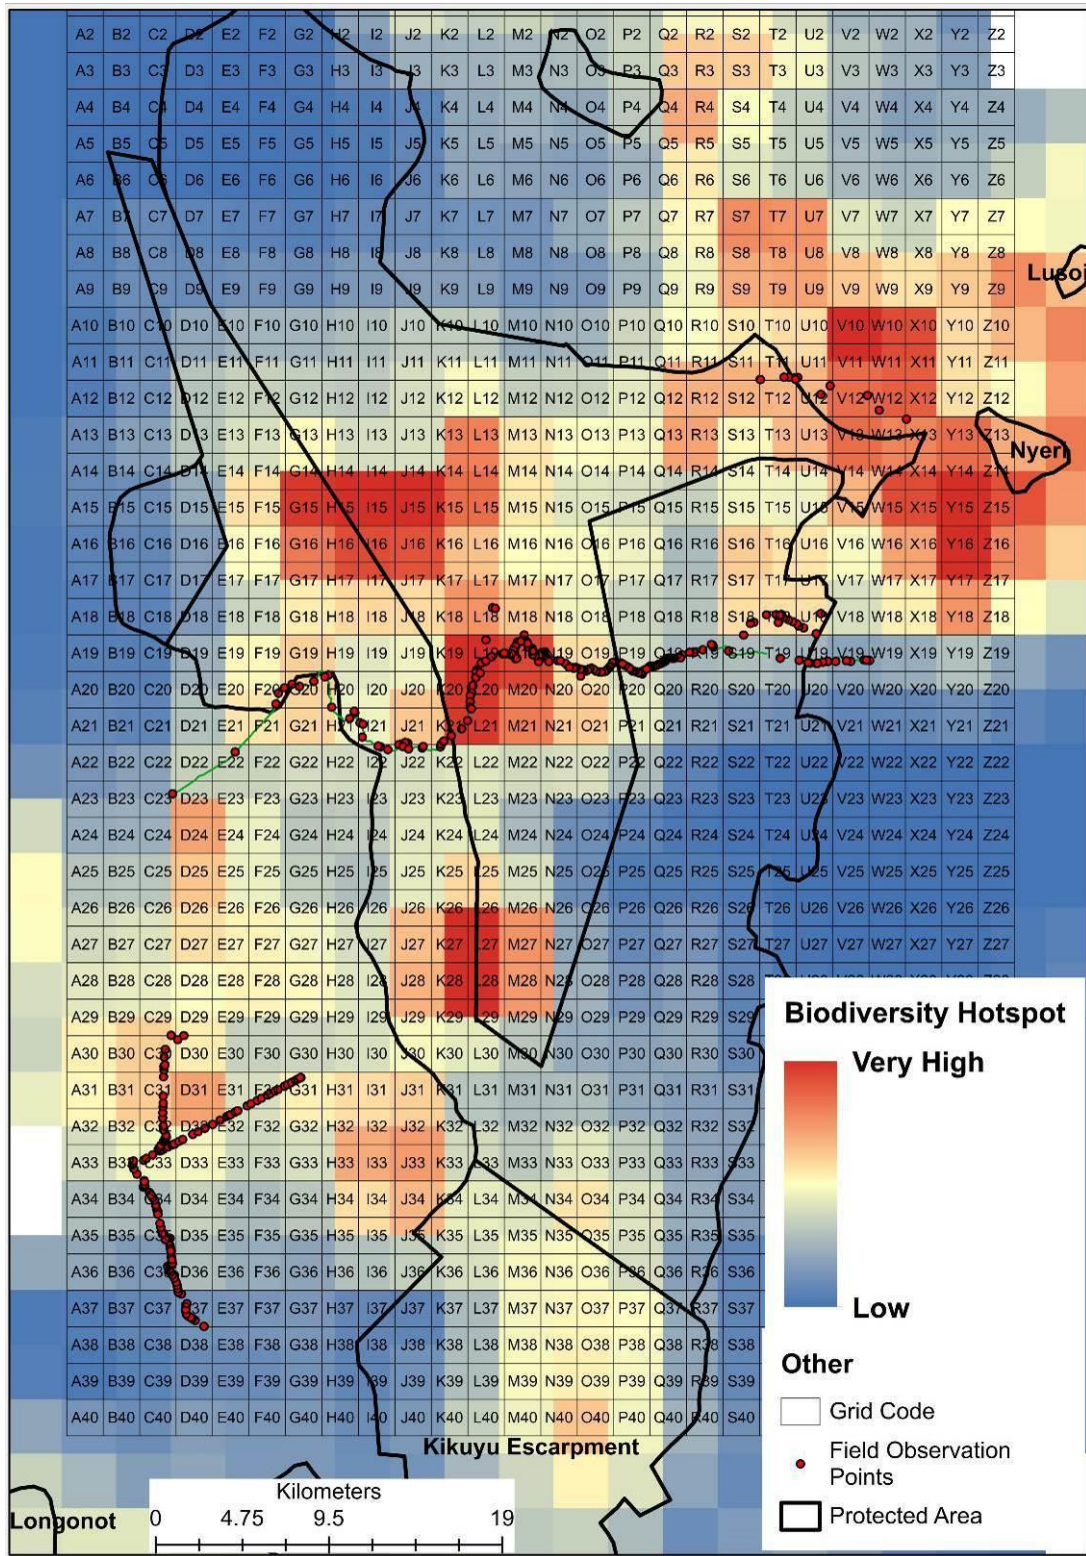 A2 B2 C2 D2 E2 F2 G2 H2 I2 J2 K2 L2 M2 N2 O2 P2 Q2 R2 S2 T2 U2 V2 W2 X2 Y2 Z2
A3 B3 C3 D3 E3 F3 G3 H3 I3 J3 K3 L3 M3 N3 O3 P3 Q3 R3 S3 T3 U3 V3 W3 X3 Y3 Z3
A4 B4 C4 D4 E4 F4 G4 H4 I4 J4 K4 L4 M4 N4 O4 P4 Q4 R4 S4 T4 U4 V4 W4 X4 Y4 Z4
A5 B5 C5 D5 E5 F5 G5 H5 I5 J5 K5 L5 M5 N5 O5 P5 Q5 R5 S5 T5 U5 V5 W5 X5 Y5 Z5
A6 B6 C6 D6 E6 F6 G6 H6 I6 J6 K6 L6 M6 N6 O6 P6 Q6 R6 S6 T6 U6 V6 W6 X6 Y6 Z6
A7 B7 C7 D7 E7 F7 G7 H7 I7 J7 K7 L7 M7 N7 O7 P7 Q7 R7 S7 T7 U7 V7 W7 X7 Y7 Z7
A8 B8 C8 D8 E8 F8 G8 H8 I8 J8 K8 L8 M8 N8 O8 P8 Q8 R8 S8 T8 U8 V8 W8 X8 Y8 Z8
Lusoi
A9 B9 C9 D9 E9 F9 G9 H9 I9 J9 K9 L9 M9 N9 O9 P9 Q9 R9 S9 T9 U9 V9 W9 X9 Y9 Z9
A10 B10 C10 D10 E10 F10 G10 H10 I10 J10 K10 L10 M10 N10 O10 P10 Q10 R10 S10 T10 U10 V10 W10 X10 Y10 Z10
A11 B11 C11 D11 E11 F11 G11 H11 I11 J11 K11 L11 M11 N11 O11 P11 Q11 R11 S11 T11 U11 V11 W11 X11 Y11 Z11
A12 B12 C12 D12 E12 F12 G12 H12 I12 J12 K12 L12 M12 N12 O12 P12 Q12 R12 S12 T12 U12 V12 W12 X12 Y12 Z12
A13 B13 C13 D13 E13 F13 G13 H13 I13 J13 K13 L13 M13 N13 O13 P13 Q13 R13 S13 T13 U13 V13 W13 X13 Y13 Z13
Nyeri
A14 B14 C14 D14 E14 F14 G14 H14 I14 J14 K14 L14 M14 N14 O14 P14 Q14 R14 S14 T14 U14 V14 W14 X14 Y14 Z14
A15 B15 C15 D15 E15 F15 G15 H15 I15 J15 K15 L15 M15 N15 O15 P15 Q15 R15 S15 T15 U15 V15 W15 X15 Y15 Z15
A16 B16 C16 D16 E16 F16 G16 H16 I16 J16 K16 L16 M16 N16 O16 P16 Q16 R16 S16 T16 U16 V16 W16 X16 Y16 Z16
A17 B17 C17 D17 E17 F17 G17 H17 I17 J17 K17 L17 M17 N17 O17 P17 Q17 R17 S17 T17 U17 V17 W17 X17 Y17 Z17
A18 B18 C18 D18 E18 F18 G18 H18 I18 J18 K18 L18 M18 N18 O18 P18 Q18 R18 S18 U18 V18 W18 X18 Y18 Z18
A19 B19 C19 D19 E19 F19 G19 H19 I19 J19 K19 O19 P19 Q19 R19 S19 T19 U19 V19 W19 X19 Y19 Z19
A20 B20 C20 D20 E20 F20 G20 H20 I20 J20 K20 L20 M20 N20 O20 P20 Q20 R20 S20 T20 U20 V20 W20 X20 Y20 Z20
A21 B21 C21 D21 E21 F21 G21 H21 I21 J21 K21 L21 M21 N21 O21 P21 Q21 R21 S21 T21 U21 V21 W21 X21 Y21 Z21
A22 B22 C22 D22 E22 F22 G22 H22 I22 J22 K22 L22 M22 N22 O22 P22 Q22 R22 S22 T22 U22 V22 W22 X22 Y22 Z22
A23 B23 C23 D23 E23 F23 G23 H23 I23 J23 K23 L23 M23 N23 O23 P23 Q23 R23 S23 T23 U23 V23 W23 X23 Y23 Z23
A24 B24 C24 D24 E24 F24 G24 H24 I24 J24 K24 L24 M24 N24 O24 P24 Q24 R24 S24 T24 U24 V24 W24 X24 Y24 Z24
A25 B25 C25 D25 E25 F25 G25 H25 I25 J25 K25 L25 M25 N25 O25 P25 Q25 R25 S25 T25 U25 V25 W25 X25 Y25 Z25
A26 B26 C26 D26 E26 F26 G26 H26 I26 J26 K26 L26 M26 N26 O26 P26 Q26 R26 S26 T26 U26 V26 W26 X26 Y26 Z26
A27 B27 C27 D27 E27 F27 G27 H27 I27 J27 K27 L27 M27 N27 O27 P27 Q27 R27 S27 T27 U27 V27 W27 X27 Y27 Z27
A28 B28 C28 D28 E28 F28 G28 H28 I28 J28 K28 L28 M28 N28 O28 P28 Q28 R28 S28
A29 B29 C29 D29 E29 F29 G29 H29 I29 J29 K29 L29 M29 N29 O29 P29 Q29 R29 S29
A30 B30 C30 D30 E30 F30 G30 H30 I30 J30 K30 L30 M30 N30 O30 P30 Q30 R30 S30
A31 B31 C31 D31 E31 F31 G31 H31 I31 J31 K31 L31 M31 N31 O31 P31 Q31 R31 S31
A32 B32 C32 D32 E32 F32 G32 H32 I32 J32 K32 L32 M32 N32 O32 P32 Q32 R32 S32
A33 B33 C33 D33 E33 F33 G33 H33 I33 J33 K33 L33 M33 N33 O33 P33 Q33 R33 S33
A34 B34 C34 D34 E34 F34 G34 H34 I34 J34 K34 L34 M34 N34 O34 P34 Q34 R34 S34
A35 B35 C35 D35 E35 F35 G35 H35 I35 J35 K35 L35 M35 N35 O35 P35 Q35 R35 S35
A36 B36 C36 D36 E36 F36 G36 H36 I36 J36 K36 L36 M36 N36 O36 P36 Q36 R36 S36
A37 B37 C37 D37 E37 F37 G37 H37 I37 J37 K37 L37 M37 N37 O37 P37 Q37 R37 S37
A38 B38 C38 D38 E38 F38 G38 H38 I38 J38 K38 L38 M38 N38 O38 P38 Q38 R38 S38
A39 B39 C39 D39 E39 F39 G39 H39 I39 J39 K39 L39 M39 N39 O39 P39 Q39 R39 S39
A40 B40 C40 D40 E40 F40 G40 H40 I40 J40 K40 L40 M40 N40 O40 P40 Q40 R40 S40
Kikuyu Escarpment
Longonot
Kilometers
0 4.75 9.5 19
Biodiversity Hotspot
Very High
Low
Other
Grid Code
Field Observation
Points
Protected Area